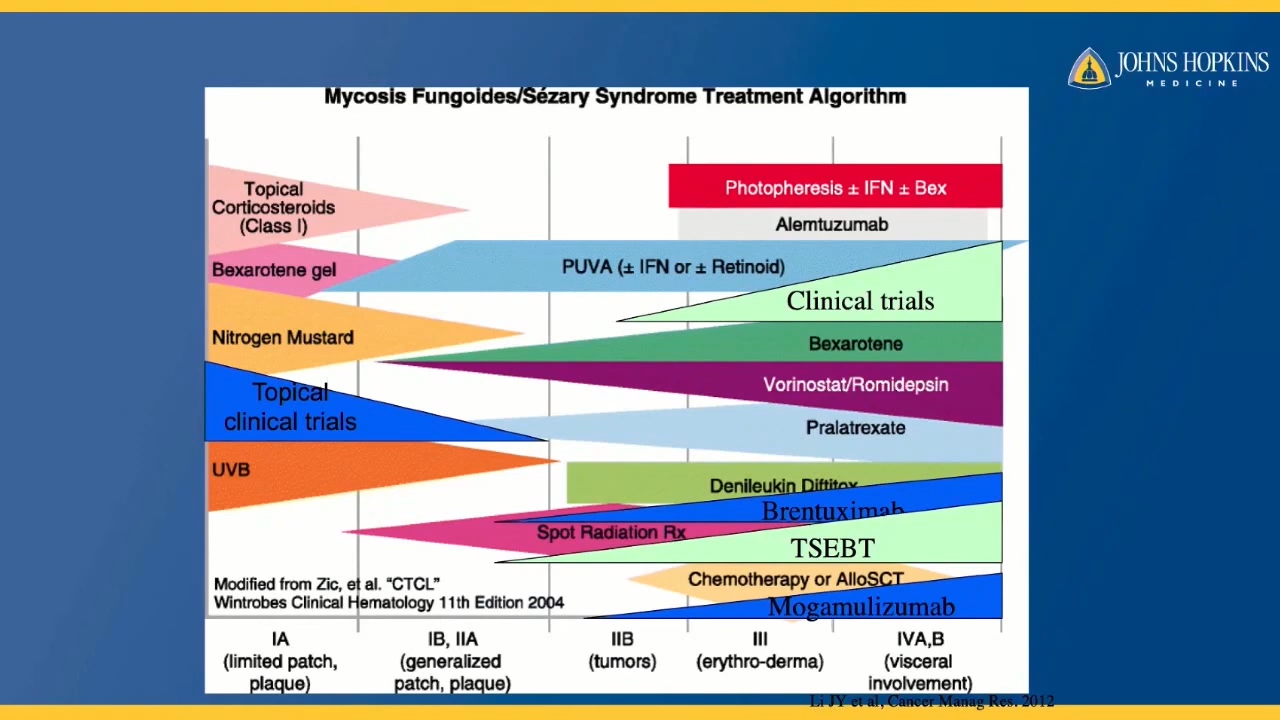 JOHNS HOPKINS
MEDICINE
Mycosis Fungoides/Sézary Syndrome Treatment Algorithm
Topical
Corticosteroids
(Class I)
Photopheresis ± IFN ± Bex
Alemtuzumab
Bexarotene gel
PUVA (± IFN or ± Retinoid)
Clinical trials
Nitrogen Mustard
Bexarotene
Topical
clinical trials
Vorinostat/Romidepsin
Pralatrexate
UVB
Denileukin Diftitox
Brentuximab
Spot Radiation Rx
TSEBT
Chemotherapy or AlloSCT
Mogamulizumab
Modified from Zic, et al. “CTCL”
Wintrobes Clinical Hematology 11th Edition 2004
IA
(limited patch,
plaque)
IB, IIA
(generalized
patch, plaque)
IIB
(tumors)
III
(erythro-derma)
IVA,B
(visceral
involvement)
Li JY et al, Cancer Manag Res. 2012